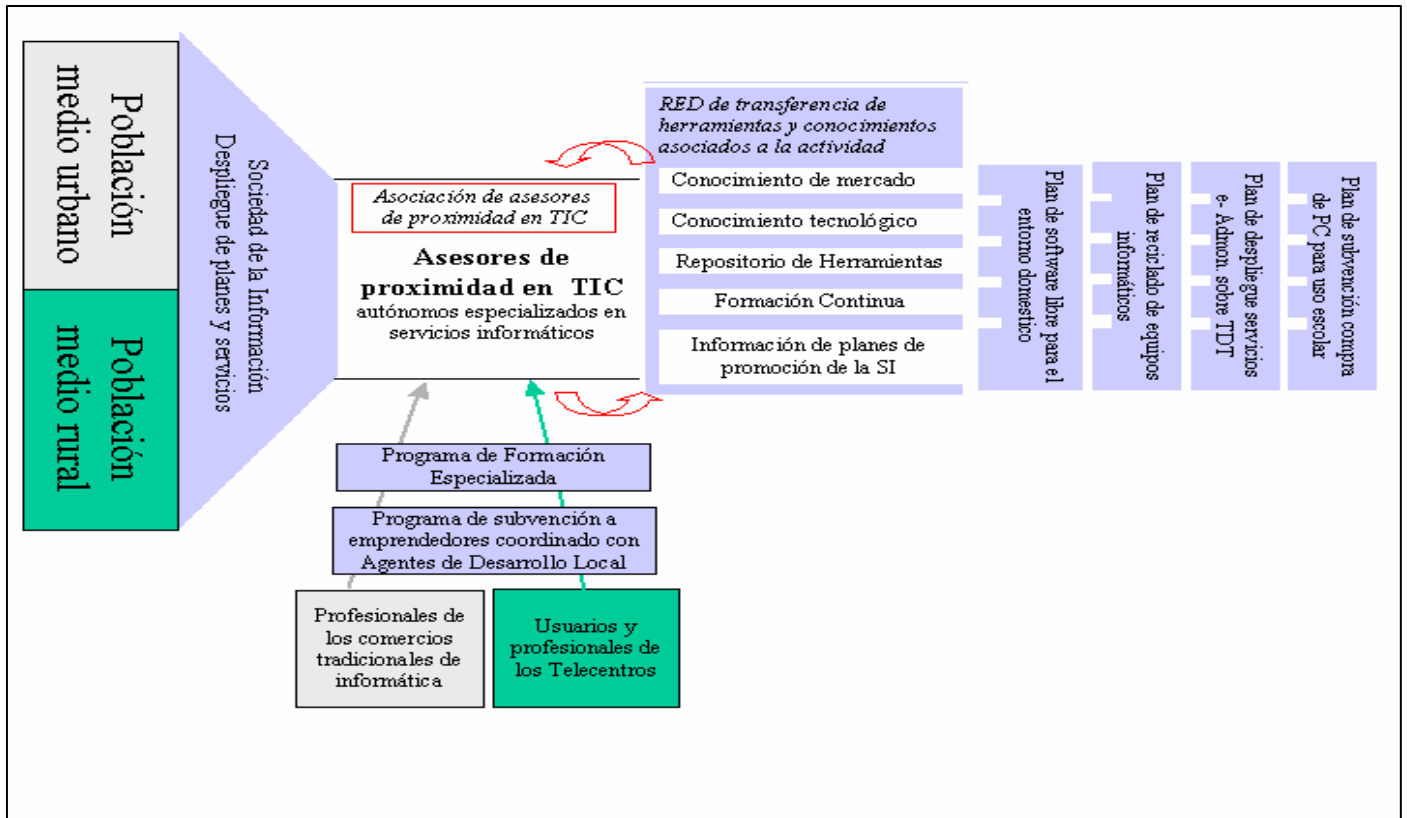 Población
medio urbano
Población
medio rural
Sociedad de la Información
Despliegue de planes y servicios
Asociación de asesores
de proximidad en TIC
Asesores de
proximidad en TIC
autónomos especializados en
servicios informáticos
RED de transferencia de
herramientas y conocimientos
asociados a la actividad
Conocimiento de mercado
Conocimiento tecnológico
Repositorio de Herramientas
Formación Continua
Información de planes de
promoción de la SI
Plan de software libre para el
entorno domestico
Plan de reciclado de equipos
informáticos
Plan de despliegue servicios
e- Admon. sobre TDT
Plan de subvención compra
de PC para uso escolar
Programa de Formación
Especializada
Programa de subvención a
emprendedores coordinado con
Agentes de Desarrollo Local
Profesionales de
los comercios
tradicionales de
informática
Usuarios y
profesionales de
los Telecentros